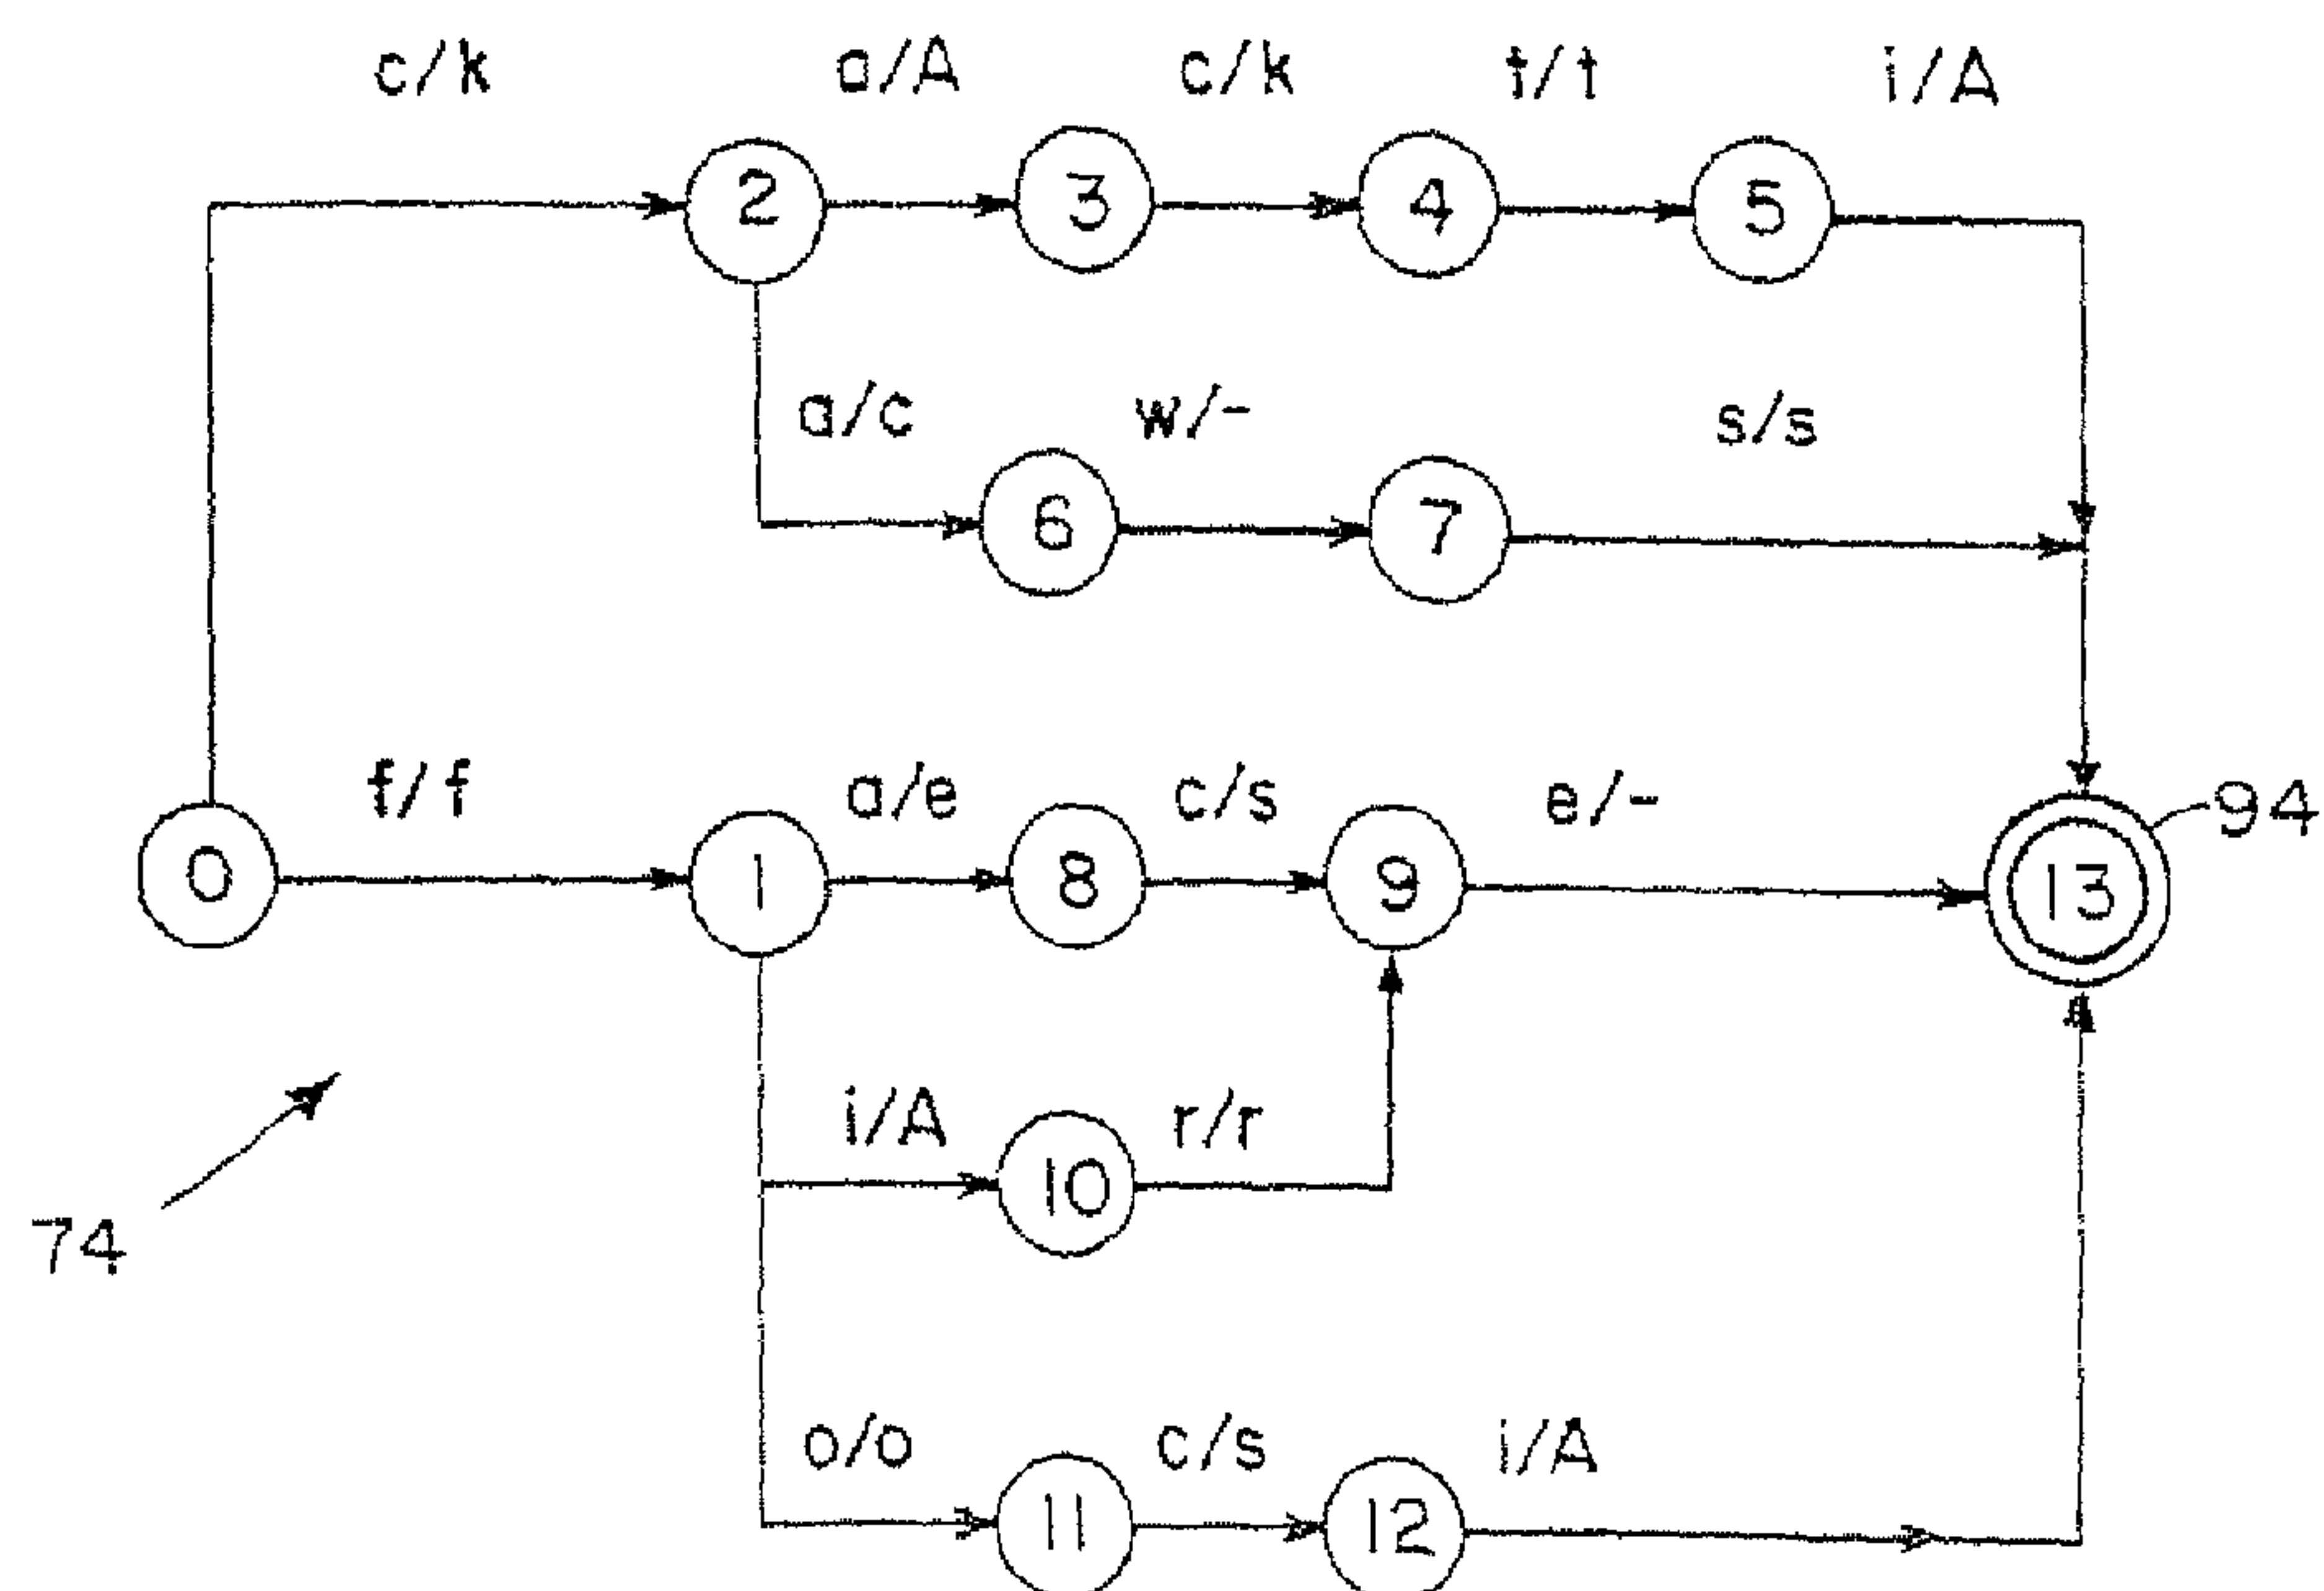 c/k a/A c/k t/t i/A
2 3 4 5
a/c w/- s/s
6 7
f/f a/e c/s e/- 94
0 1 8 9 13
i/A r/r
10
74
o/o c/s i/A
11 12